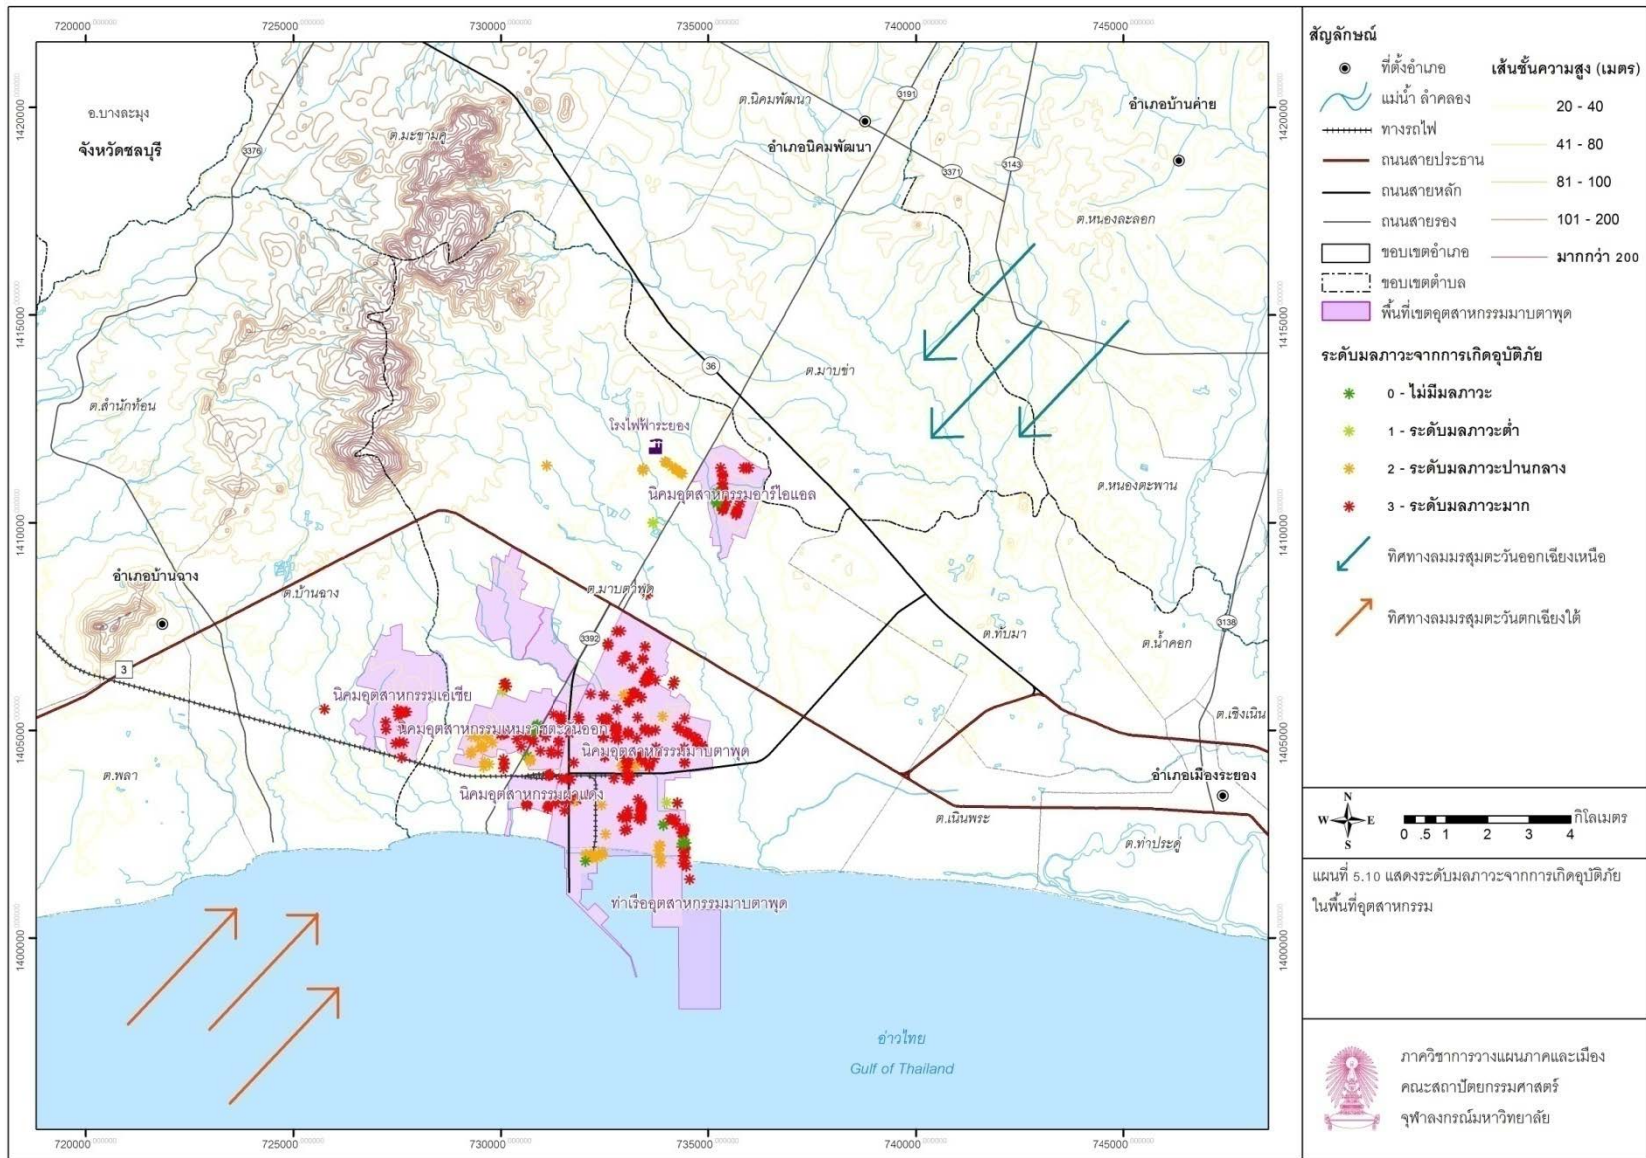 720000 725000 730000 735000 740000 745000
1420000 1415000 1410000 1405000 1400000
1420000 1415000 1410000 1405000 1400000
อ.บางละมุง
จังหวัดชลบุรี
3376
ต.มะขามคู่
ต.นิคมพัฒนา
3191
อำเภอบ้านค่าย
อำเภอนิคมพัฒนา
3371
3143
ต.หนองละลอก
ต.สำนักท้อน
36
ต.มาบข่า
โรงไฟฟ้าระยอง
นิคมอุตสาหกรรมอาร์ไอแอล
ต.หนองตะพาน
อำเภอบ้านฉาง
ต.บ้านฉาง
ต.มาบตาพุด
3392
ต.ทับมา
ต.น้ำคอก
3138
3
นิคมอุตสาหกรรมเอเชีย
นิคมอุตสาหกรรมเหมราชตะวันออก
นิคมอุตสาหกรรมมาบตาพุด
ต.เชิงเนิน
ต.พลา
นิคมอุตสาหกรรมผาแดง
อำเภอเมืองระยอง
ต.เนินพระ
ต.ท่าประดู่
ท่าเรืออุตสาหกรรมมาบตาพุด
อ่าวไทย
Gulf of Thailand
720000 725000 730000 735000 740000 745000
สัญลักษณ์
ที่ตั้งอำเภอ
แม่น้ำ ลำคลอง
ทางรถไฟ
ถนนสายประธาน
ถนนสายหลัก
ถนนสายรอง
ขอบเขตอำเภอ
ขอบเขตตำบล
พื้นที่เขตอุตสาหกรรมมาบตาพุด
เส้นชั้นความสูง (เมตร)
20 - 40
41 - 80
81 - 100
101 - 200
มากกว่า 200
ระดับมลภาวะจากการเกิดอุบัติภัย
0 - ไม่มีมลภาวะ
1 - ระดับมลภาวะต่ำ
2 - ระดับมลภาวะปานกลาง
3 - ระดับมลภาวะมาก
ทิศทางลมมรสุมตะวันออกเฉียงเหนือ
ทิศทางลมมรสุมตะวันตกเฉียงใต้
N
W E
S
0 .5 1 2 3 4 กิโลเมตร
แผนที่ 5.10 แสดงระดับมลภาวะจากการเกิดอุบัติภัย
ในพื้นที่อุตสาหกรรม
ภาควิชาการวางแผนภาคและเมือง
คณะสถาปัตยกรรมศาสตร์
จุฬาลงกรณ์มหาวิทยาลัย